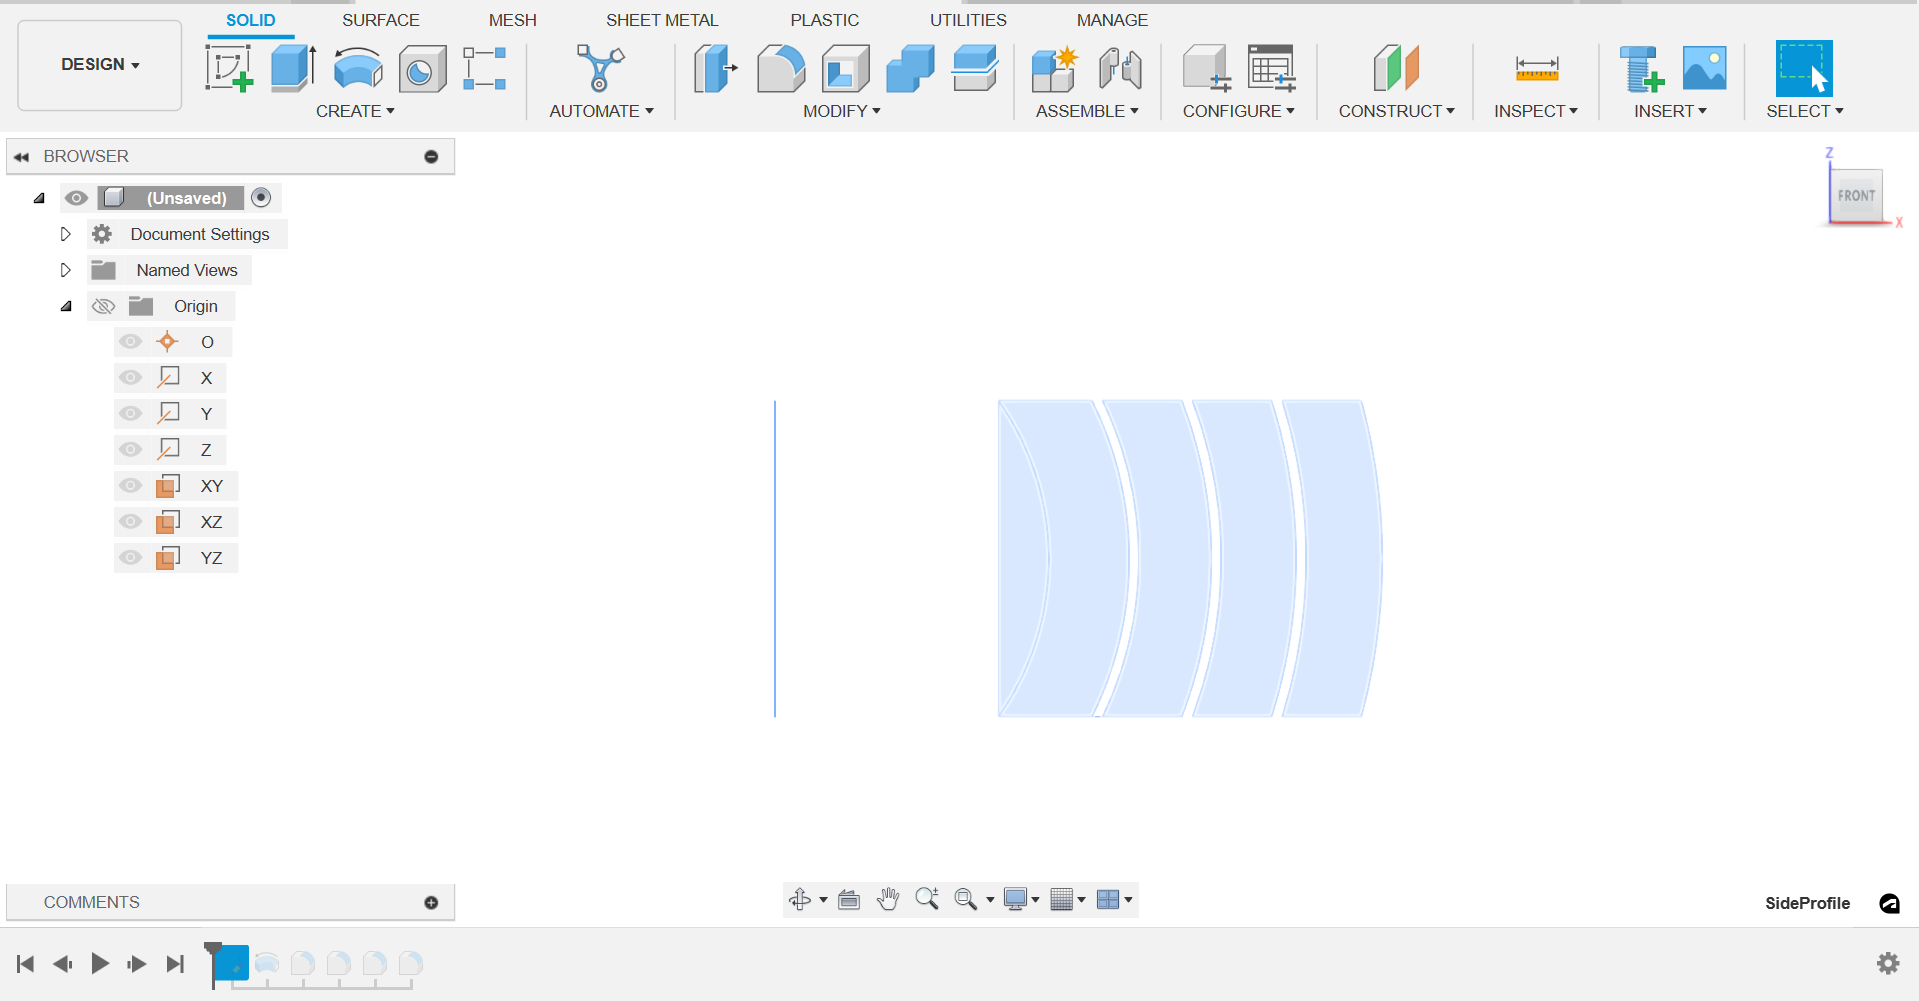 SOLID SURFACE MESH SHEET METAL PLASTIC UTILITIES MANAGE
DESIGN
CREATE AUTOMATE MODIFY ASSEMBLE CONFIGURE CONSTRUCT INSPECT INSERT SELECT
BROWSER
(Unsaved)
Document Settings
Named Views
Origin
O
X
Y
Z
XY
XZ
YZ
Z
FRONT
X
COMMENTS
SideProfile